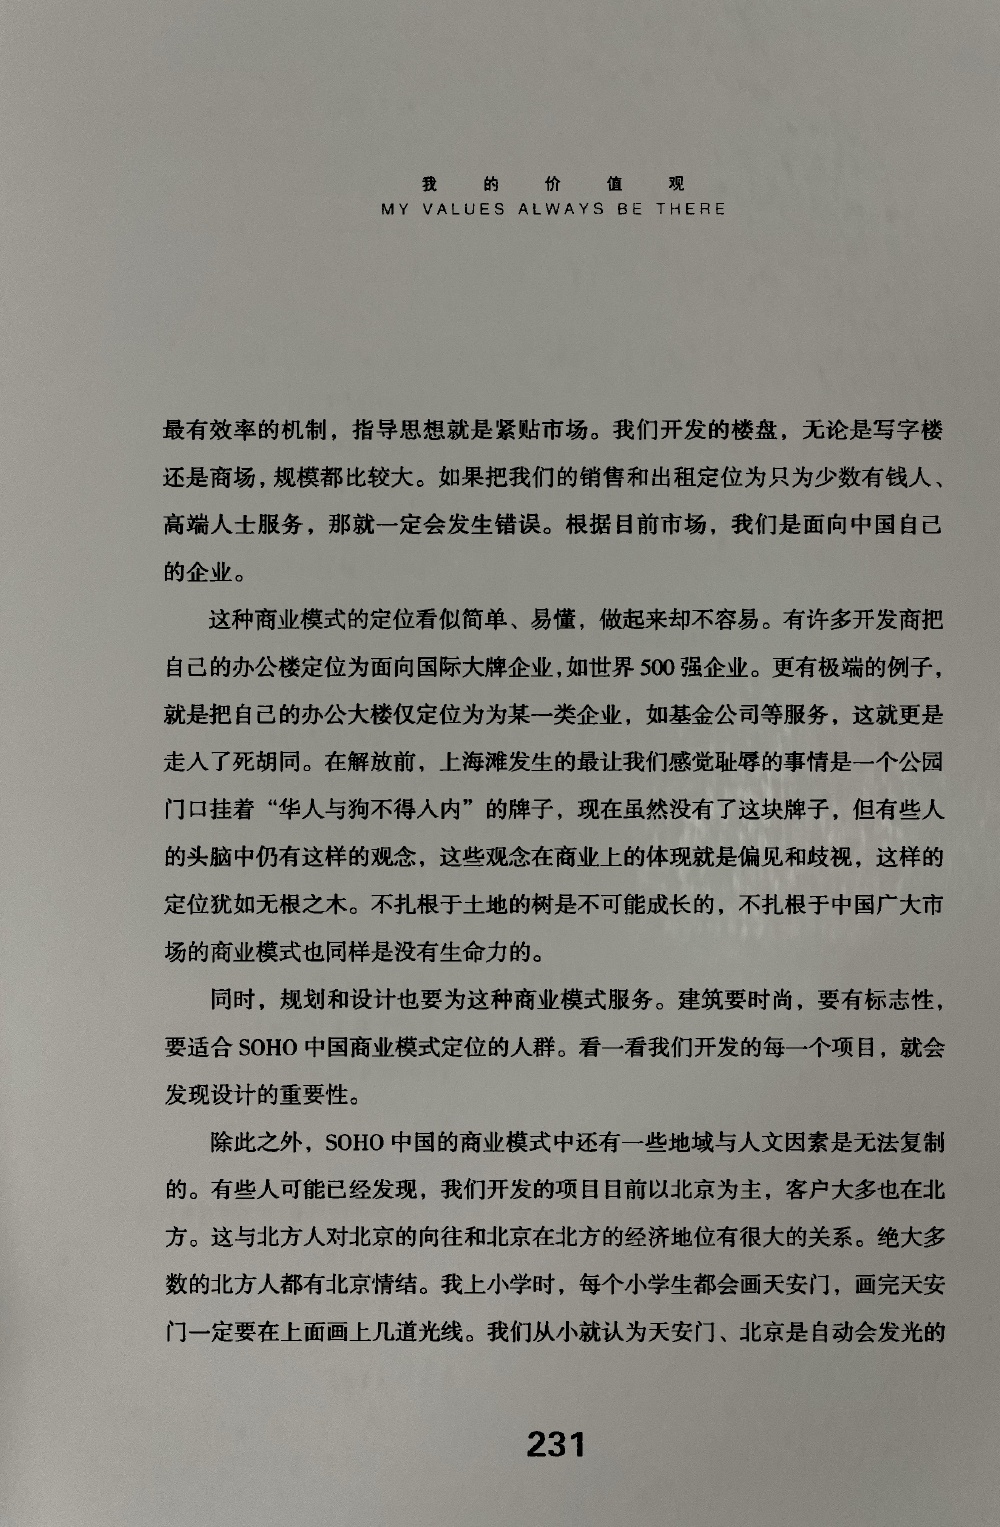 我的价值观
MY VALUES ALWAYS BE THERE
最有效率的机制，指导思想就是紧贴市场。我们开发的楼盘，无论是写字楼
还是商场，规模都比较大。如果把我们的销售和出租定位为只为少数有钱人、
高端人士服务，那就一定会发生错误。根据目前市场，我们是面向中国自己
的企业。
这种商业模式的定位看似简单、易懂，做起来却不容易。有许多开发商把
自己的办公楼定位为面向国际大牌企业，如世界 500 强企业。更有极端的例子，
就是把自己的办公大楼仅定位为为某一类企业，如基金公司等服务，这就更是
走入了死胡同。在解放前，上海滩发生的最让我们感觉耻辱的事情是一个公园
门口挂着“华人与狗不得入内”的牌子，现在虽然没有了这块牌子，但有些人
的头脑中仍有这样的观念，这些观念在商业上的体现就是偏见和歧视，这样的
定位犹如无根之木。不扎根于土地的树是不可能成长的，不扎根于中国广大市
场的商业模式也同样是没有生命力的。
同时，规划和设计也要为这种商业模式服务。建筑要时尚，要有标志性，
要适合 SOHO 中国商业模式定位的人群。看一看我们开发的每一个项目，就会
发现设计的重要性。
除此之外，SOHO 中国的商业模式中还有一些地域与人文因素是无法复制
的。有些人可能已经发现，我们开发的项目目前以北京为主，客户大多也在北
方。这与北方人对北京的向往和北京在北方的经济地位有很大的关系。绝大多
数的北方人都有北京情结。我上小学时，每个小学生都会画天安门，画完天安
门一定要在上面画上几道光线。我们从小就认为天安门、北京是自动会发光的
231